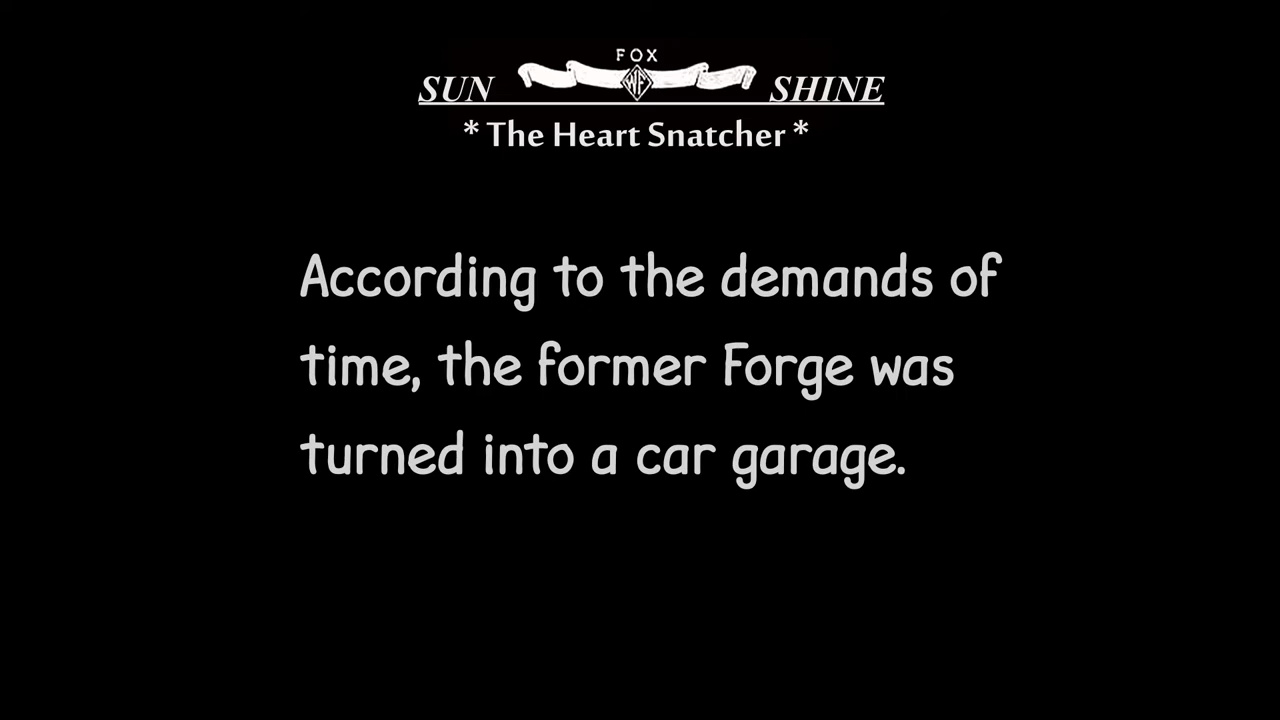 FOX
SUN WF SHINE
* The Heart Snatcher *
According to the demands of
time, the former Forge was
turned into a car garage.